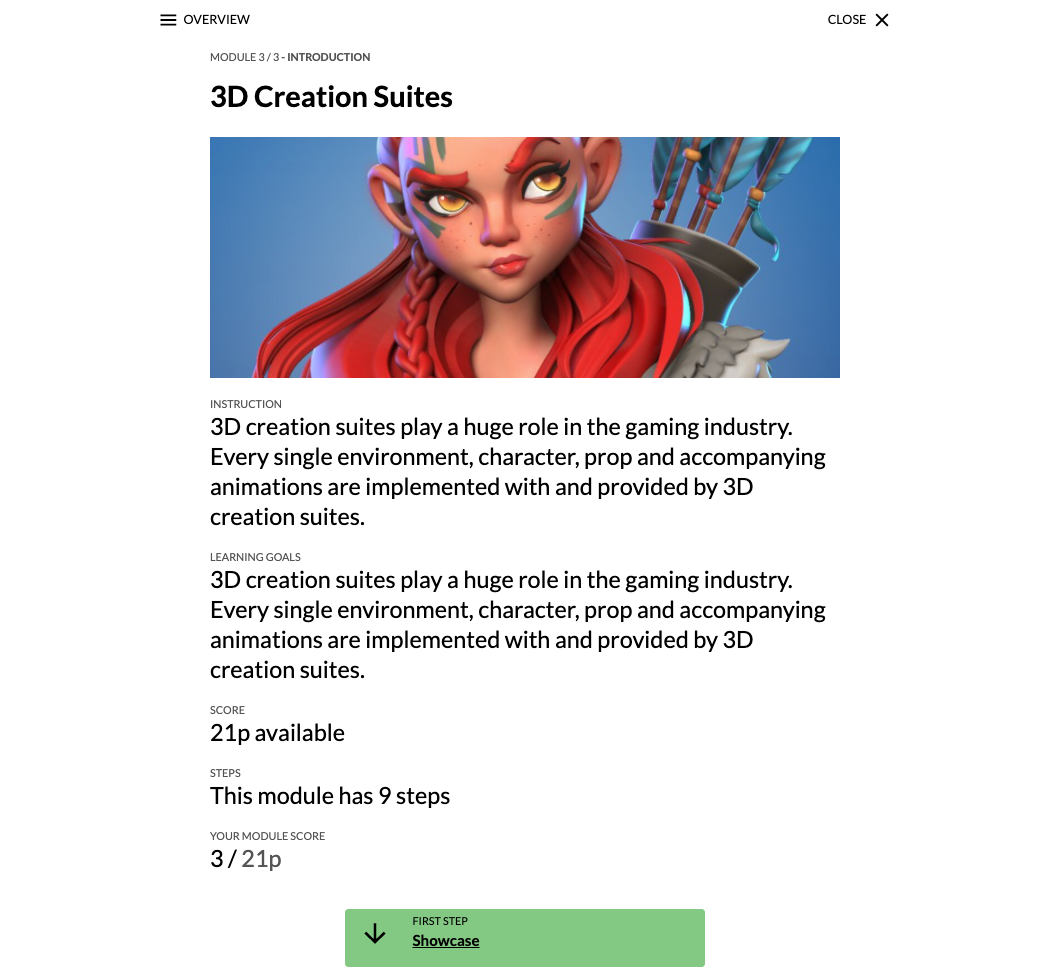 OVERVIEW
CLOSE
MODULE 3 / 3 - INTRODUCTION
3D Creation Suites
INSTRUCTION
3D creation suites play a huge role in the gaming industry.
Every single environment, character, prop and accompanying
animations are implemented with and provided by 3D
creation suites.
LEARNING GOALS
3D creation suites play a huge role in the gaming industry.
Every single environment, character, prop and accompanying
animations are implemented with and provided by 3D
creation suites.
SCORE
21p available
STEPS
This module has 9 steps
YOUR MODULE SCORE
3 / 21p
FIRST STEP
Showcase